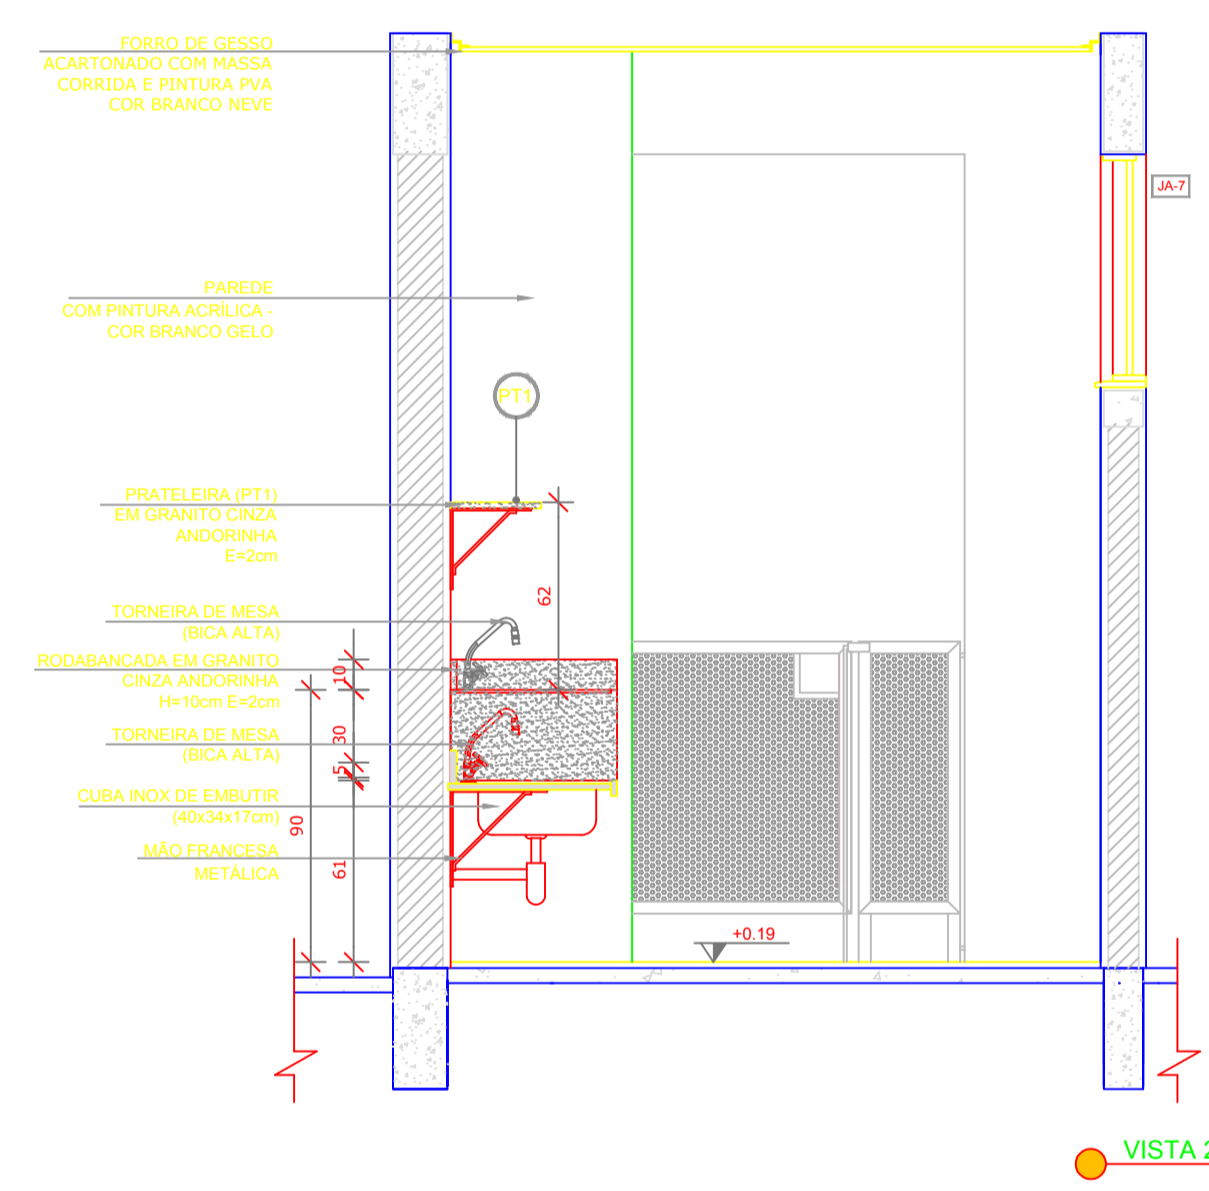 FORRO DE GESSO
ACARTONADO COM MASSA
CORRIDA E PINTURA PVA
COR BRANCO NEVE
JA-7
PAREDE
COM PINTURA ACRÍLICA -
COR BRANCO GELO
PT1
PRATELEIRA (PT1)
EM GRANITO CINZA
ANDORINHA
E=2cm
62
TORNEIRA DE MESA
(BICA ALTA)
RODABANCADA EM GRANITO
CINZA ANDORINHA
H=10cm E=2cm
10
TORNEIRA DE MESA
(BICA ALTA)
30
5
CUBA INOX DE EMBUTIR
(40x34x17cm)
90
MÃO FRANCESA
METÁLICA
61
+0.19
VISTA